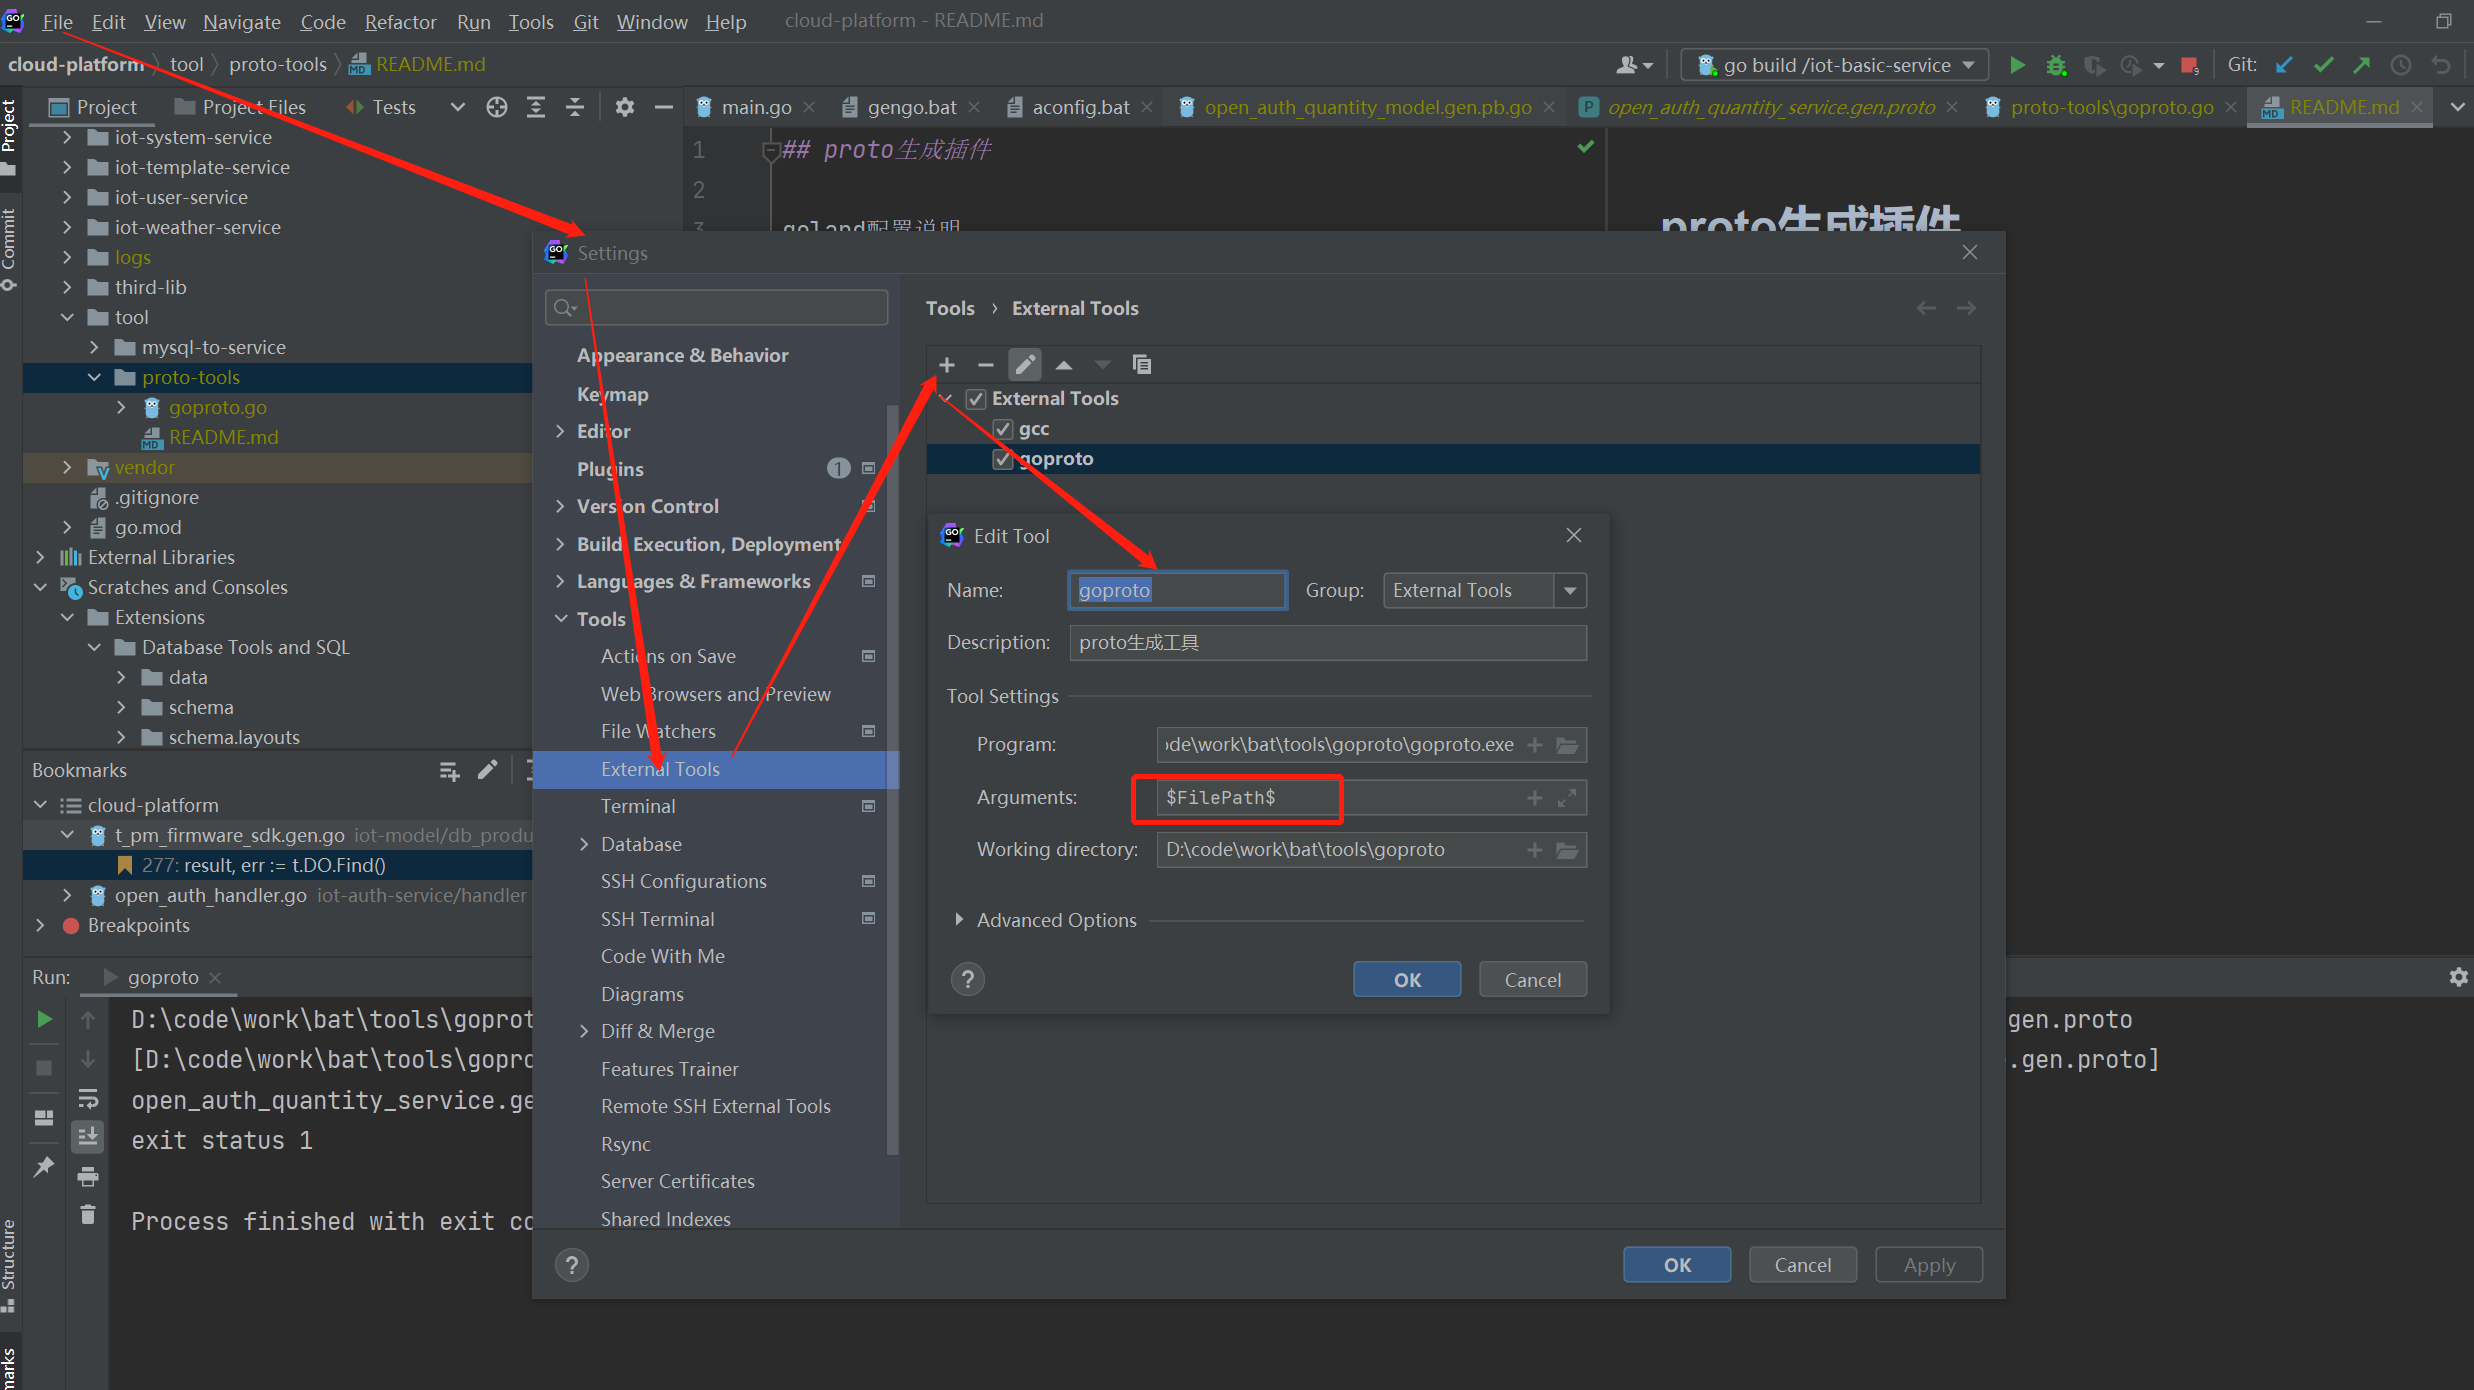 File Edit View Navigate Code Refactor Run Tools Git Window Help cloud-platform - README.md
cloud-platform tool proto-tools README.md go build /iot-basic-service Git:
Project Project Files Tests main.go gengo.bat aconfig.bat open_auth_quantity_model.gen.pb.go open_auth_quantity_service.gen.proto proto-tools\goproto.go README.md
Project
Commit
Structure
iot-system-service
iot-template-service
iot-user-service
iot-weather-service
logs
third-lib
tool
mysql-to-service
proto-tools
goproto.go
README.md
vendor
.gitignore
go.mod
External Libraries
Scratches and Consoles
Extensions
Database Tools and SQL
data
schema
schema.layouts
1 ## proto生成插件
2
3 goland配置说明
proto生成插件
Bookmarks
cloud-platform
t_pm_firmware_sdk.gen.go iot-model/db_produ
277: result, err := t.DO.Find()
open_auth_handler.go iot-auth-service/handler
Breakpoints
Run: goproto
D:\code\work\bat\tools\goprot gen.proto
[D:\code\work\bat\tools\gopro .gen.proto]
open_auth_quantity_service.ge
exit status 1
Process finished with exit co
Settings
Appearance & Behavior
Keymap
Editor
Plugins 1
Version Control
Build, Execution, Deployment
Languages & Frameworks
Tools
Actions on Save
Web Browsers and Preview
File Watchers
External Tools
Terminal
Database
SSH Configurations
SSH Terminal
Code With Me
Diagrams
Diff & Merge
Features Trainer
Remote SSH External Tools
Rsync
Server Certificates
Shared Indexes
Tools › External Tools
External Tools
gcc
goproto
Edit Tool
Name: goproto Group: External Tools
Description: proto生成工具
Tool Settings
Program: ode\work\bat\tools\goproto\goproto.exe
Arguments: $FilePath$
Working directory: D:\code\work\bat\tools\goproto
Advanced Options
? OK Cancel
? OK Cancel Apply